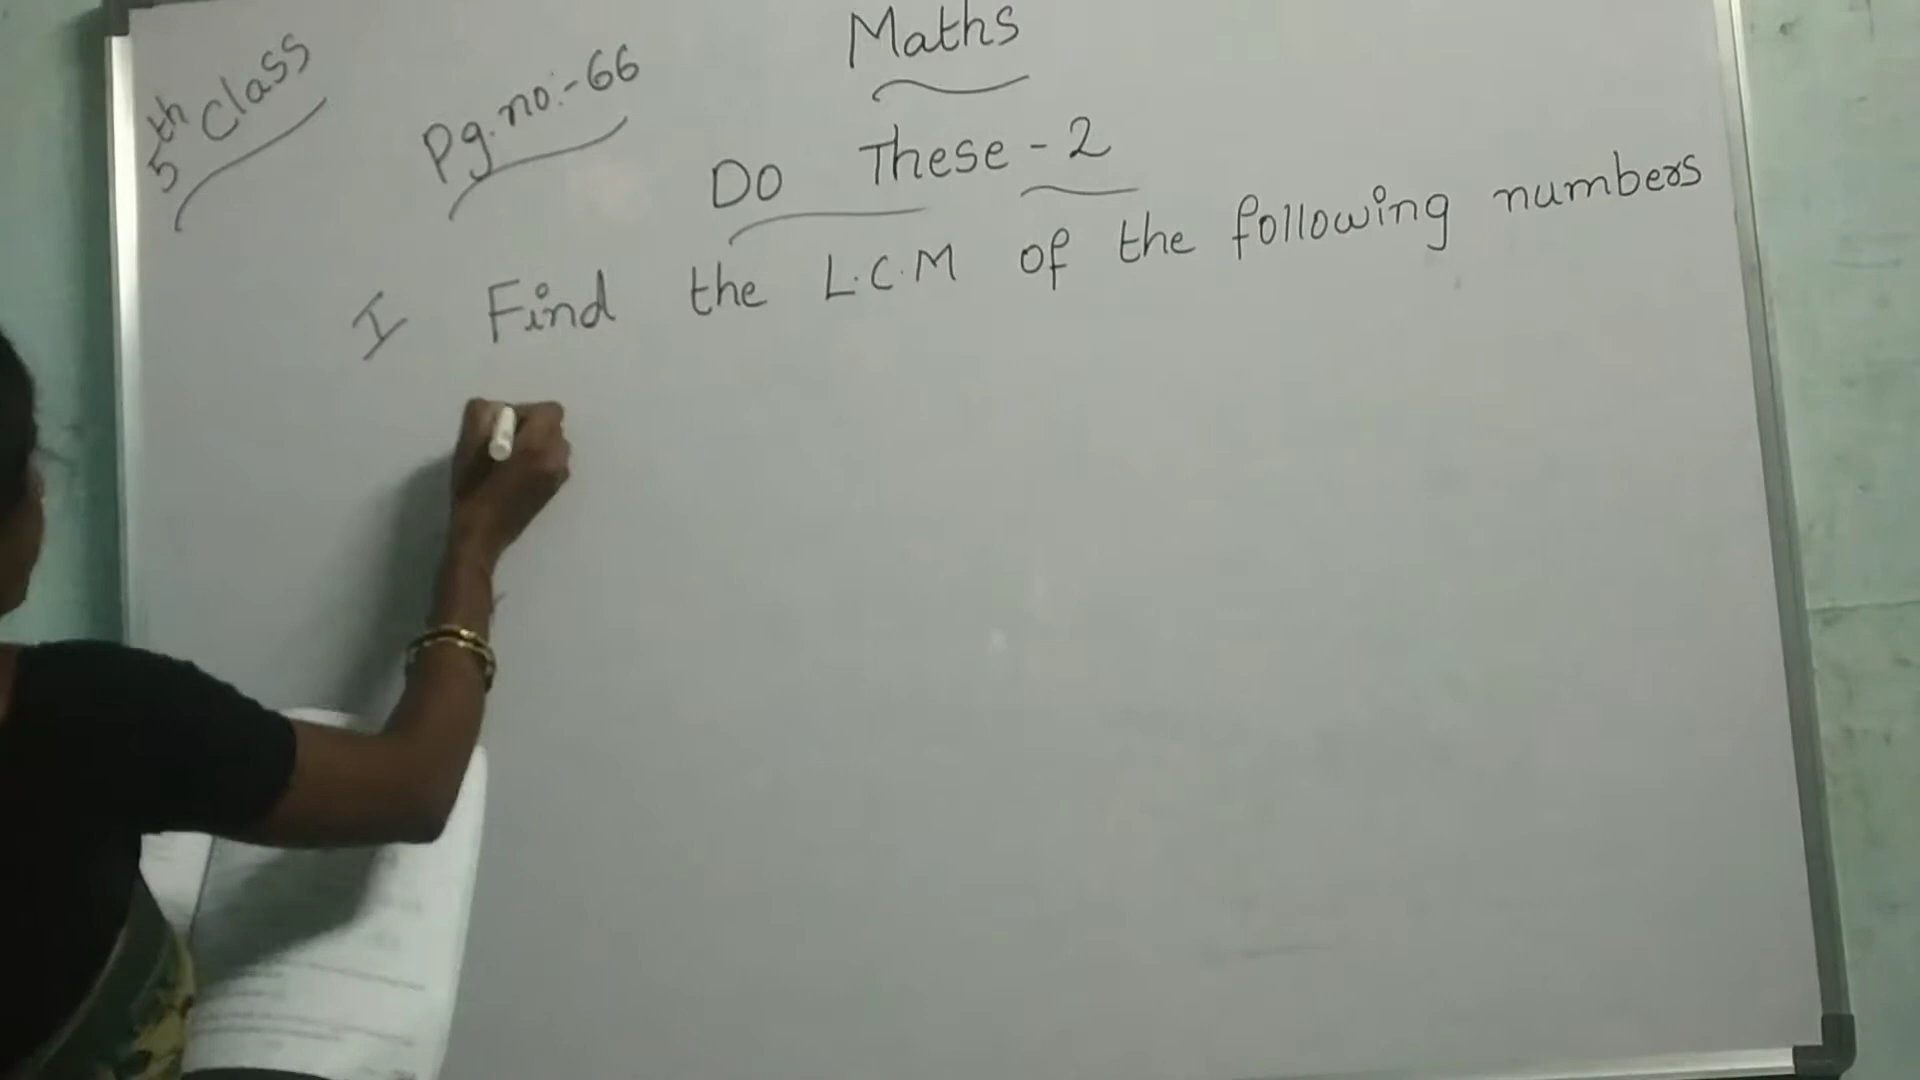 5th Class
Pg.no:-66
Maths
Do These - 2
I Find the L.C.M of the following numbers